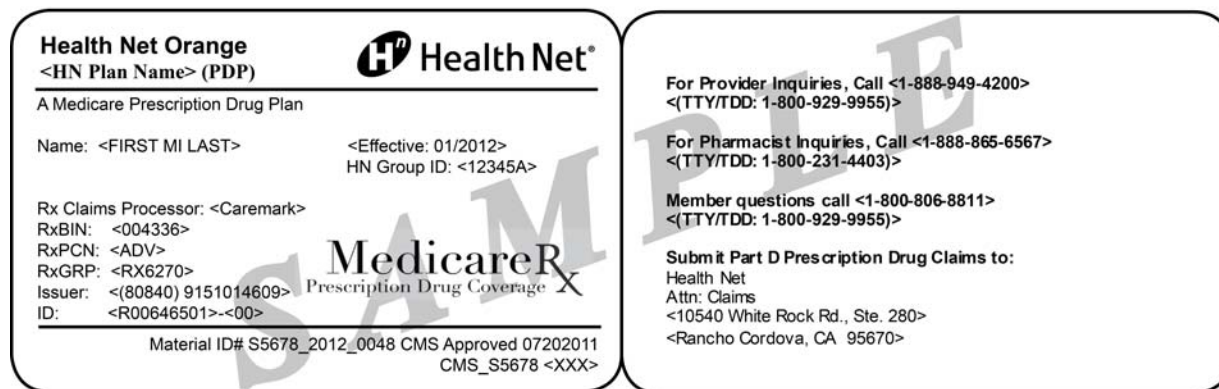 Health Net Orange
<HN Plan Name> (PDP)
Hn Health Net®
A Medicare Prescription Drug Plan
Name: <FIRST MI LAST>
<Effective: 01/2012>
HN Group ID: <12345A>
Rx Claims Processor: <Caremark>
RxBIN: <004336>
RxPCN: <ADV>
RxGRP: <RX6270>
Issuer: <(80840) 9151014609>
ID: <R00646501>-<00>
MedicareRx
Prescription Drug Coverage
Material ID# S5678_2012_0048 CMS Approved 07202011
CMS_S5678 <XXX>
SAMPLE
For Provider Inquiries, Call <1-888-949-4200>
<(TTY/TDD: 1-800-929-9955)>
For Pharmacist Inquiries, Call <1-888-865-6567>
<(TTY/TDD: 1-800-231-4403)>
Member questions call <1-800-806-8811>
<(TTY/TDD: 1-800-929-9955)>
Submit Part D Prescription Drug Claims to:
Health Net
Attn: Claims
<10540 White Rock Rd., Ste. 280>
<Rancho Cordova, CA 95670>